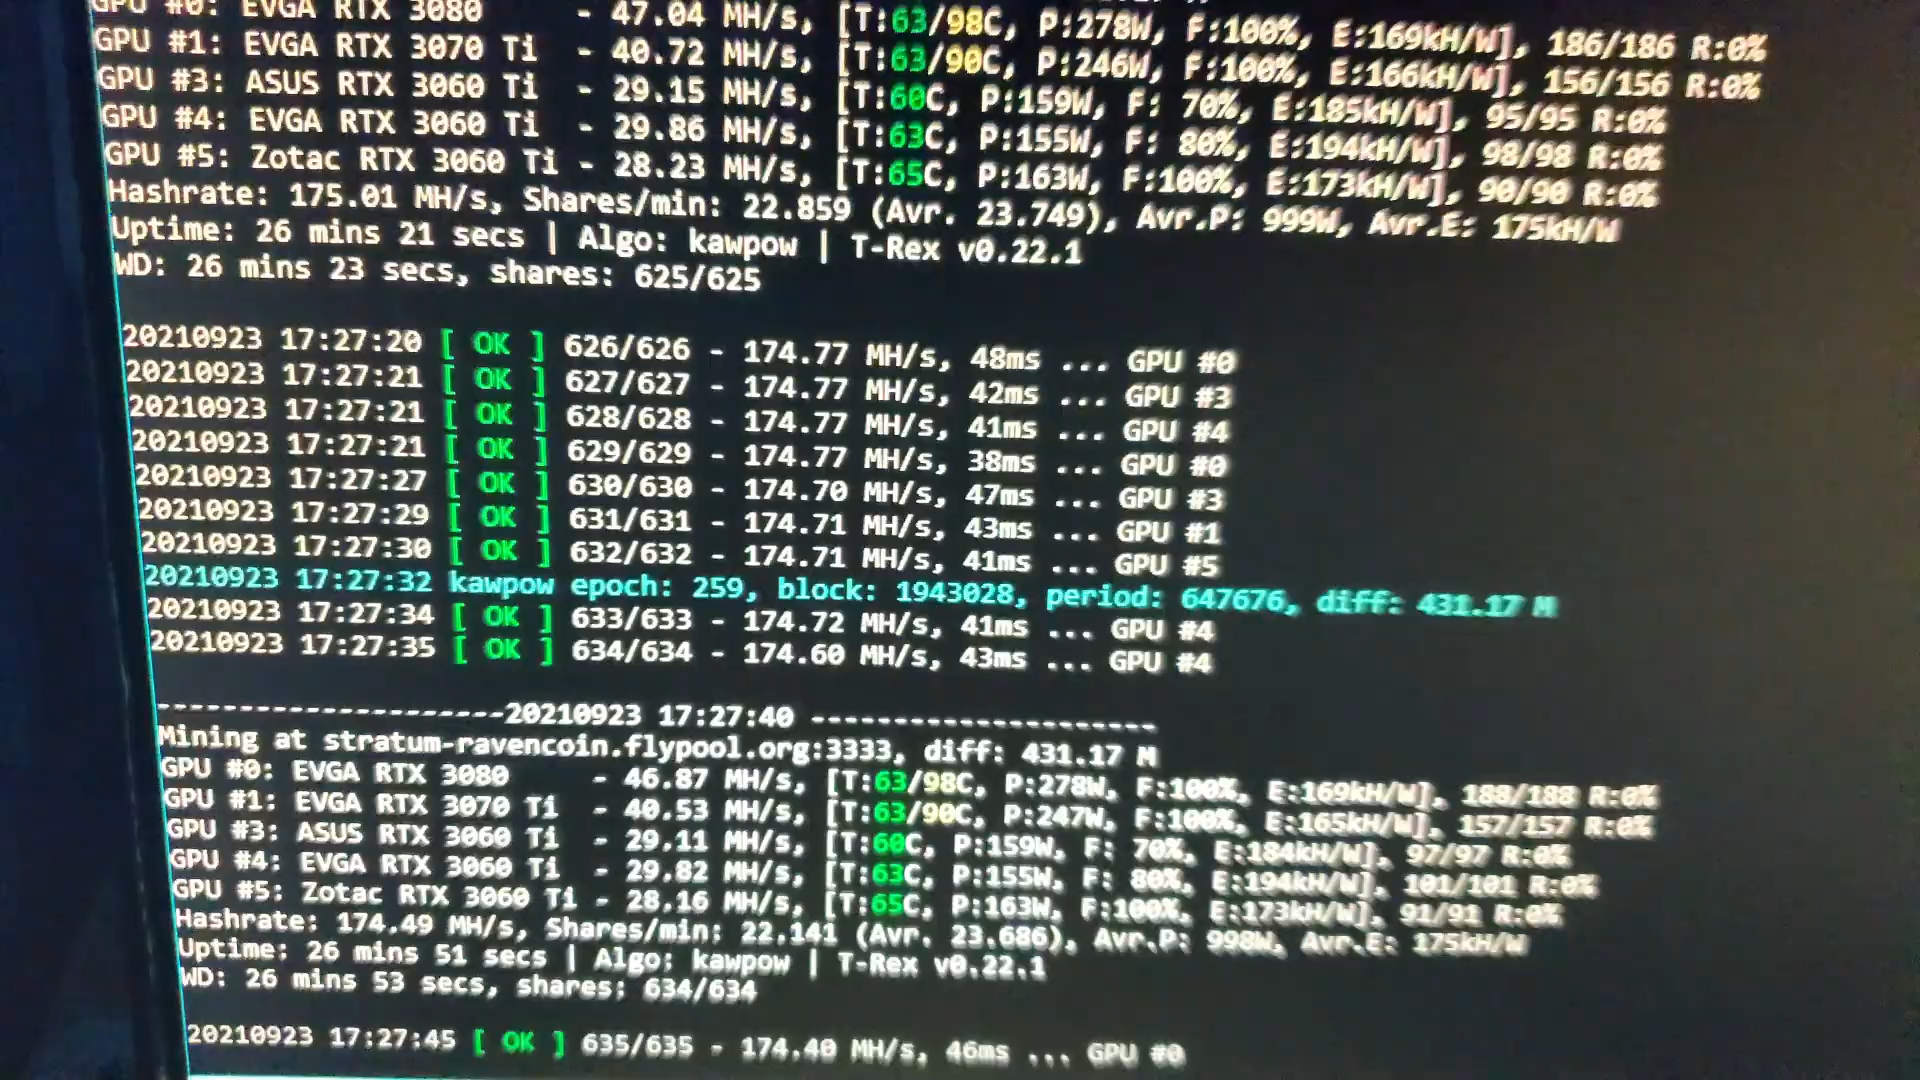 GPU #0: EVGA RTX 3080 - 47.04 MH/s, [T:63/98C, P:278W, F:100%, E:169kH/W], 186/186 R:0%
GPU #1: EVGA RTX 3070 Ti - 40.72 MH/s, [T:63/90C, P:246W, F:100%, E:166kH/W], 156/156 R:0%
GPU #3: ASUS RTX 3060 Ti - 29.15 MH/s, [T:60C, P:159W, F: 70%, E:185kH/W], 95/95 R:0%
GPU #4: EVGA RTX 3060 Ti - 29.86 MH/s, [T:63C, P:155W, F: 80%, E:194kH/W], 98/98 R:0%
GPU #5: Zotac RTX 3060 Ti - 28.23 MH/s, [T:65C, P:163W, F:100%, E:173kH/W], 90/90 R:0%
Hashrate: 175.01 MH/s, Shares/min: 22.859 (Avr. 23.749), Avr.P: 999W, Avr.E: 175kH/W
Uptime: 26 mins 21 secs | Algo: kawpow | T-Rex v0.22.1
WD: 26 mins 23 secs, shares: 625/625
20210923 17:27:20 [ OK ] 626/626 - 174.77 MH/s, 48ms ... GPU #0
20210923 17:27:21 [ OK ] 627/627 - 174.77 MH/s, 42ms ... GPU #3
20210923 17:27:21 [ OK ] 628/628 - 174.77 MH/s, 41ms ... GPU #4
20210923 17:27:21 [ OK ] 629/629 - 174.77 MH/s, 38ms ... GPU #0
20210923 17:27:27 [ OK ] 630/630 - 174.70 MH/s, 47ms ... GPU #3
20210923 17:27:29 [ OK ] 631/631 - 174.71 MH/s, 43ms ... GPU #1
20210923 17:27:30 [ OK ] 632/632 - 174.71 MH/s, 41ms ... GPU #5
20210923 17:27:32 kawpow epoch: 259, block: 1943028, period: 647676, diff: 431.17 M
20210923 17:27:34 [ OK ] 633/633 - 174.72 MH/s, 41ms ... GPU #4
20210923 17:27:35 [ OK ] 634/634 - 174.60 MH/s, 43ms ... GPU #4
---------------------20210923 17:27:40 ---------------------
Mining at stratum-ravencoin.flypool.org:3333, diff: 431.17 M
GPU #0: EVGA RTX 3080 - 46.87 MH/s, [T:63/98C, P:278W, F:100%, E:169kH/W], 188/188 R:0%
GPU #1: EVGA RTX 3070 Ti - 40.53 MH/s, [T:63/90C, P:247W, F:100%, E:165kH/W], 157/157 R:0%
GPU #3: ASUS RTX 3060 Ti - 29.11 MH/s, [T:60C, P:159W, F: 70%, E:184kH/W], 97/97 R:0%
GPU #4: EVGA RTX 3060 Ti - 29.82 MH/s, [T:63C, P:155W, F: 80%, E:194kH/W], 101/101 R:0%
GPU #5: Zotac RTX 3060 Ti - 28.16 MH/s, [T:65C, P:163W, F:100%, E:173kH/W], 91/91 R:0%
Hashrate: 174.49 MH/s, Shares/min: 22.141 (Avr. 23.686), Avr.P: 998W, Avr.E: 175kH/W
Uptime: 26 mins 51 secs | Algo: kawpow | T-Rex v0.22.1
WD: 26 mins 53 secs, shares: 634/634
20210923 17:27:45 [ OK ] 635/635 - 174.40 MH/s, 46ms ... GPU #0